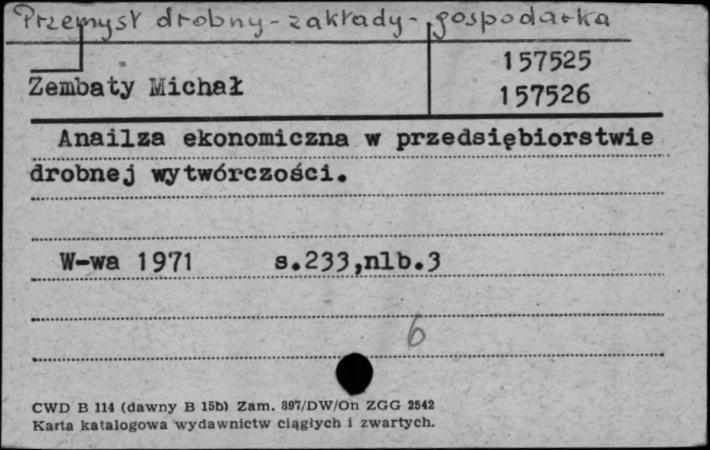 Przemysł drobny - zakłady - gospodarka
157525
Zembaty Michał
157526
Anailza ekonomiczna w przedsiębiorstwie
drobnej wytwórczości.
W-wa 1971 s.233,nlb.3
6
CWD B 114 (dawny B 15b) Zam. 897/DW/On ZGG 2542
Karta katalogowa wydawnictw ciągłych i zwartych.